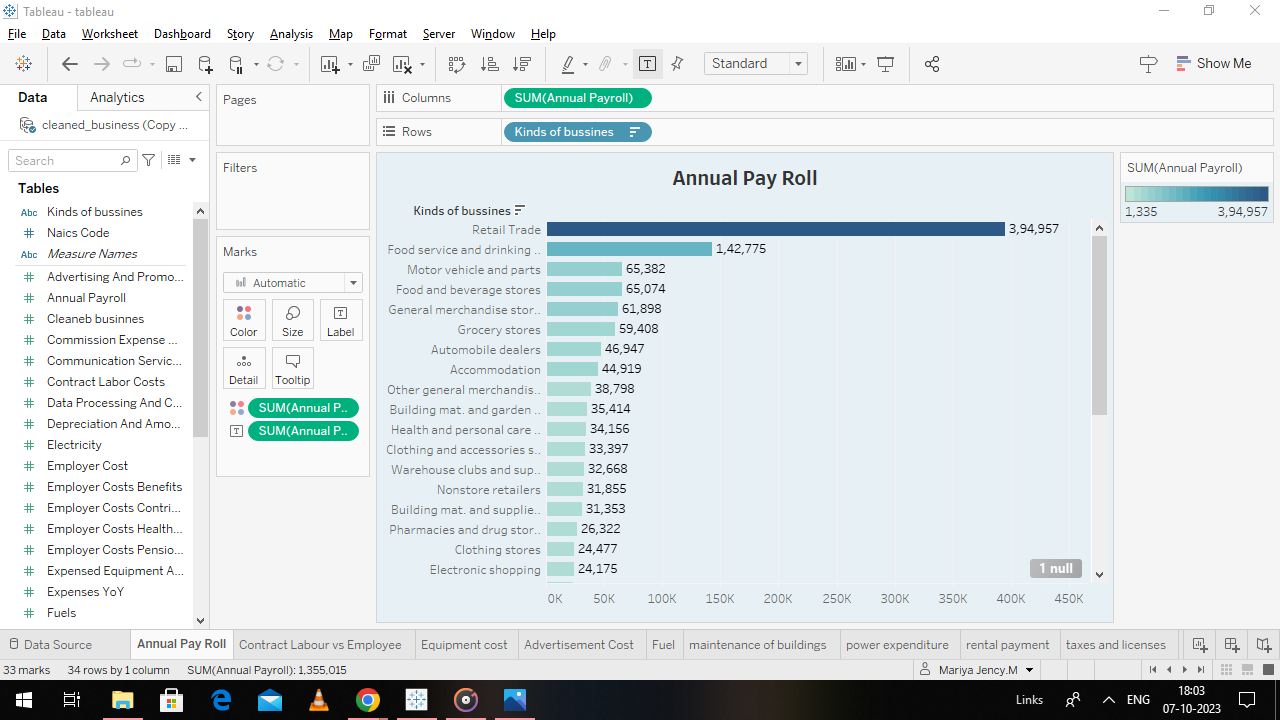 Tableau - tableau
File Data Worksheet Dashboard Story Analysis Map Format Server Window Help
Standard
Show Me
Data Analytics
cleaned_business (Copy ...
Search
Tables
Abc Kinds of bussines
Naics Code
Abc Measure Names
Advertising And Promo...
Annual Payroll
Cleaneb businnes
Commission Expense ...
Communication Servic...
Contract Labor Costs
Data Processing And C...
Depreciation And Amo...
Electricity
Employer Cost
Employer Costs Benefits
Employer Costs Contri...
Employer Costs Health...
Employer Costs Pensio...
Expensed Equipment A...
Expenses YoY
Fuels
Pages
Filters
Marks
Automatic
Color Size Label
Detail Tooltip
SUM(Annual P..
SUM(Annual P..
Columns SUM(Annual Payroll)
Rows Kinds of bussines
Annual Pay Roll
Kinds of bussines
Retail Trade 3,94,957
Food service and drinking .. 1,42,775
Motor vehicle and parts 65,382
Food and beverage stores 65,074
General merchandise stor.. 61,898
Grocery stores 59,408
Automobile dealers 46,947
Accommodation 44,919
Other general merchandis.. 38,798
Building mat. and garden .. 35,414
Health and personal care .. 34,156
Clothing and accessories s.. 33,397
Warehouse clubs and sup.. 32,668
Nonstore retailers 31,855
Building mat. and supplie.. 31,353
Pharmacies and drug stor.. 26,322
Clothing stores 24,477
Electronic shopping 24,175
1 null
0K 50K 100K 150K 200K 250K 300K 350K 400K 450K
SUM(Annual Payroll)
1,335 3,94,957
Data Source Annual Pay Roll Contract Labour vs Employee Equipment cost Advertisement Cost Fuel maintenance of buildings power expenditure rental payment taxes and licenses
33 marks 34 rows by 1 column SUM(Annual Payroll): 1,355,015
Mariya Jency.M
Links ENG 18:03
07-10-2023